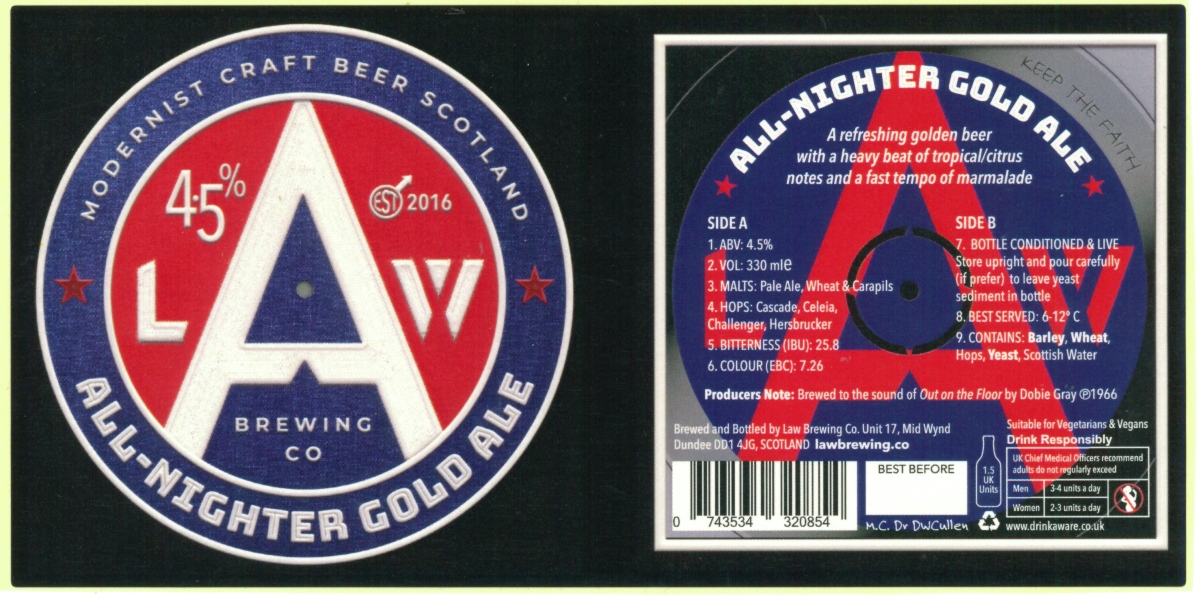 MODERNIST CRAFT BEER SCOTLAND
4.5%
EST 2016
LAW
BREWING
CO
ALL-NIGHTER GOLD ALE
KEEP THE FAITH
ALL-NIGHTER GOLD ALE
A refreshing golden beer
with a heavy beat of tropical/citrus
notes and a fast tempo of marmalade
SIDE A
1. ABV: 4.5%
2. VOL: 330 mle
3. MALTS: Pale Ale, Wheat & Carapils
4. HOPS: Cascade, Celeia,
Challenger, Hersbrucker
5. BITTERNESS (IBU): 25.8
6. COLOUR (EBC): 7.26
SIDE B
7. BOTTLE CONDITIONED & LIVE
Store upright and pour carefully
(if prefer) to leave yeast
sediment in bottle
8. BEST SERVED: 6-12° C
9. CONTAINS: Barley, Wheat,
Hops, Yeast, Scottish Water
LAW
Producers Note: Brewed to the sound of Out on the Floor by Dobie Gray ℗1966
Brewed and Bottled by Law Brewing Co. Unit 17, Mid Wynd
Dundee DD1 4JG, SCOTLAND lawbrewing.co
0 743534 320854
BEST BEFORE
M.C. Dr DWCullen
1.5
UK
Units
Suitable for Vegetarians & Vegans
Drink Responsibly
UK Chief Medical Officers recommend
adults do not regularly exceed
Men 3-4 units a day
Women 2-3 units a day
www.drinkaware.co.uk